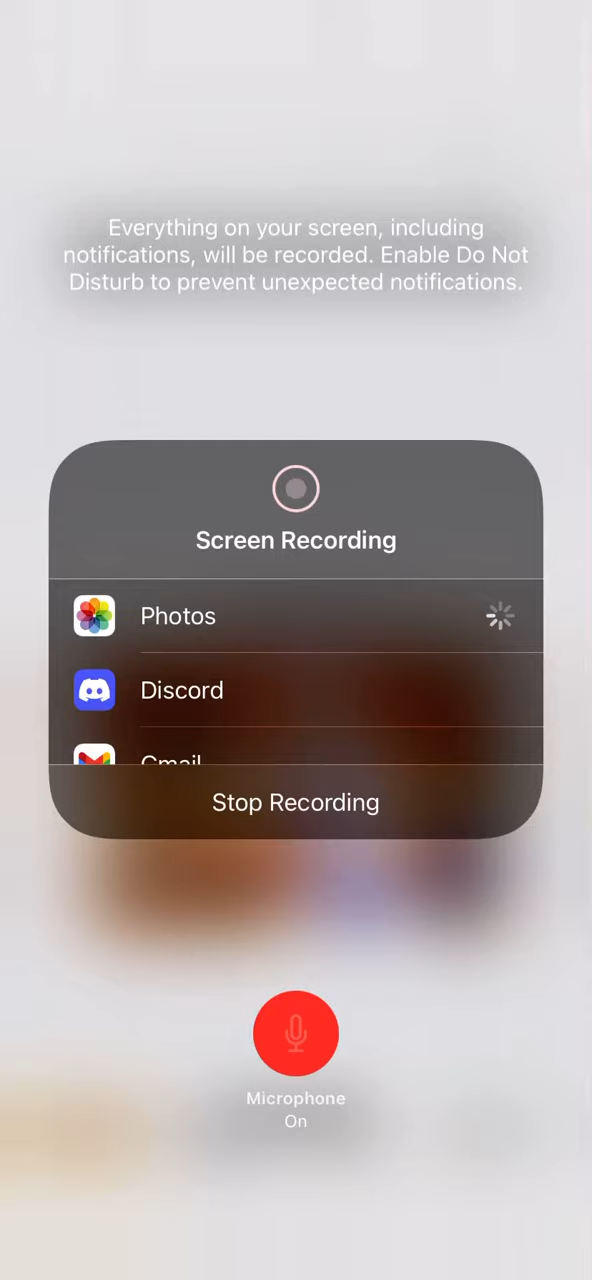 Everything on your screen, including
notifications, will be recorded. Enable Do Not
Disturb to prevent unexpected notifications.
Screen Recording
Photos
Discord
Gmail
Stop Recording
Microphone
On